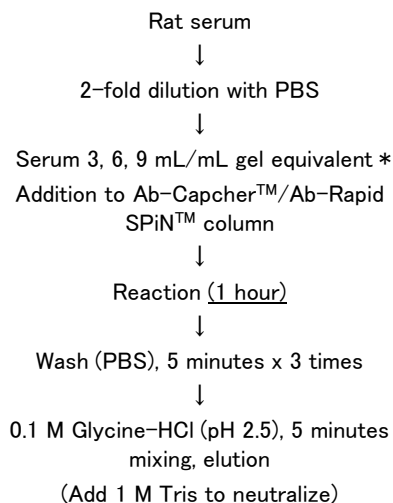 Rat serum
↓
2-fold dilution with PBS
↓
Serum 3, 6, 9 mL/mL gel equivalent *
Addition to Ab-Capcher™/Ab-Rapid
SPiN™ column
↓
Reaction (1 hour)
↓
Wash (PBS), 5 minutes x 3 times
↓
0.1 M Glycine-HCl (pH 2.5), 5 minutes
mixing, elution
(Add 1 M Tris to neutralize)